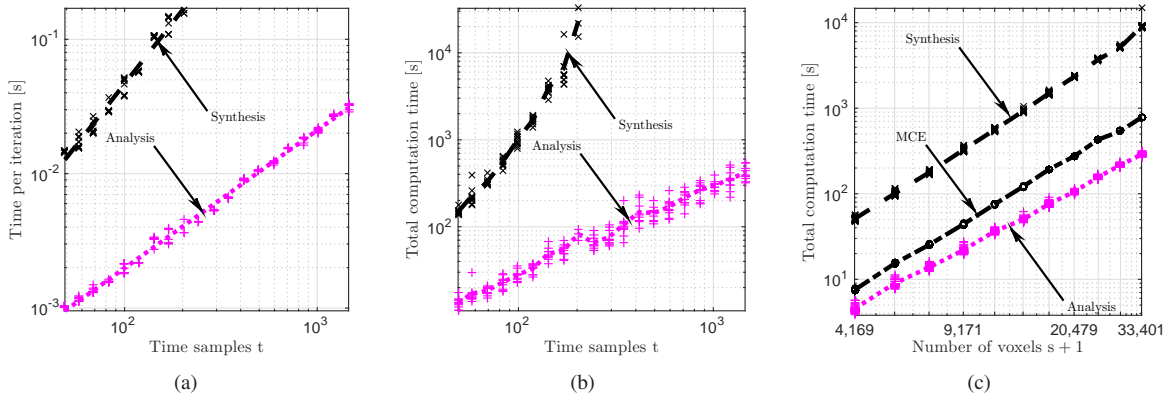 Time per iteration [s]
10^-1
10^-2
10^-3
Synthesis
Analysis
10^2
10^3
Time samples t
(a)
Total computation time [s]
10^4
10^3
10^2
Synthesis
Analysis
10^2
10^3
Time samples t
(b)
Total computation time [s]
10^4
10^3
10^2
10^1
Synthesis
MCE
Analysis
4,169 9,171 20,479 33,401
Number of voxels s + 1
(c)